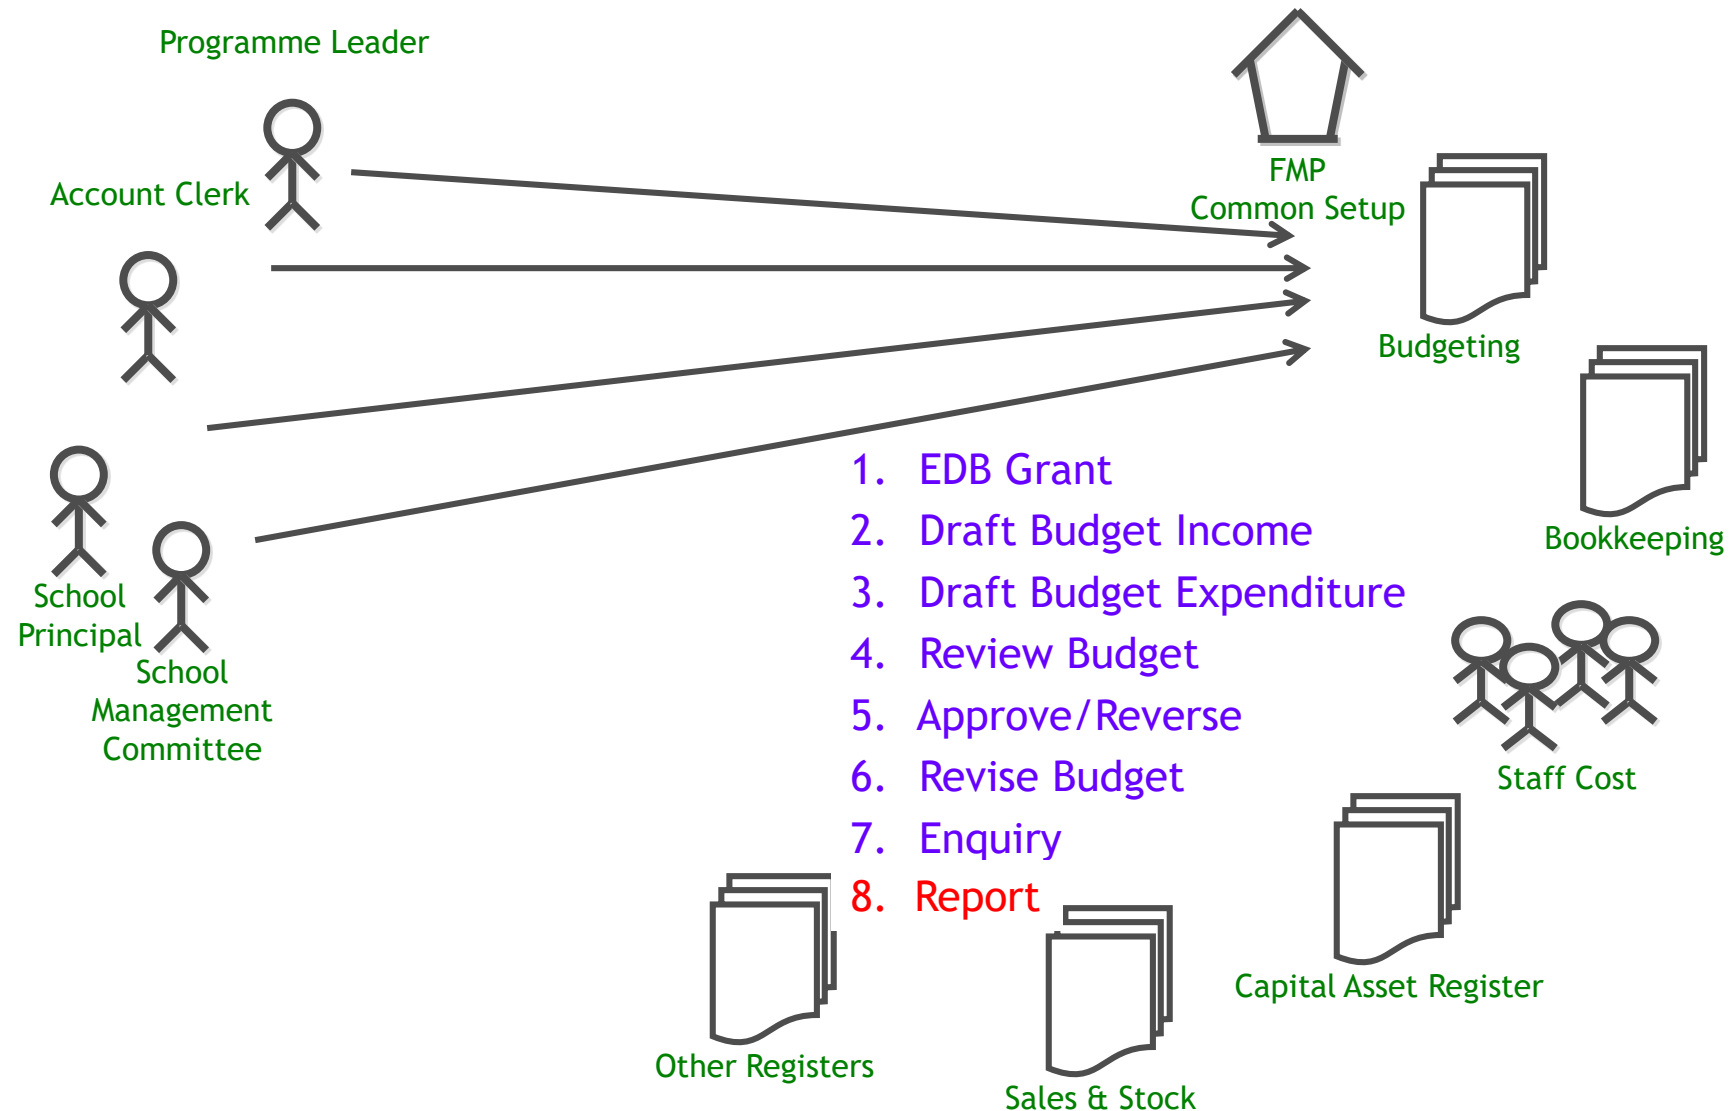 Programme Leader
Account Clerk
FMP
Common Setup
Budgeting
Bookkeeping
1. EDB Grant
2. Draft Budget Income
3. Draft Budget Expenditure
4. Review Budget
5. Approve/Reverse
6. Revise Budget
7. Enquiry
8. Report
School
Principal
School
Management
Committee
Staff Cost
Capital Asset Register
Other Registers
Sales & Stock